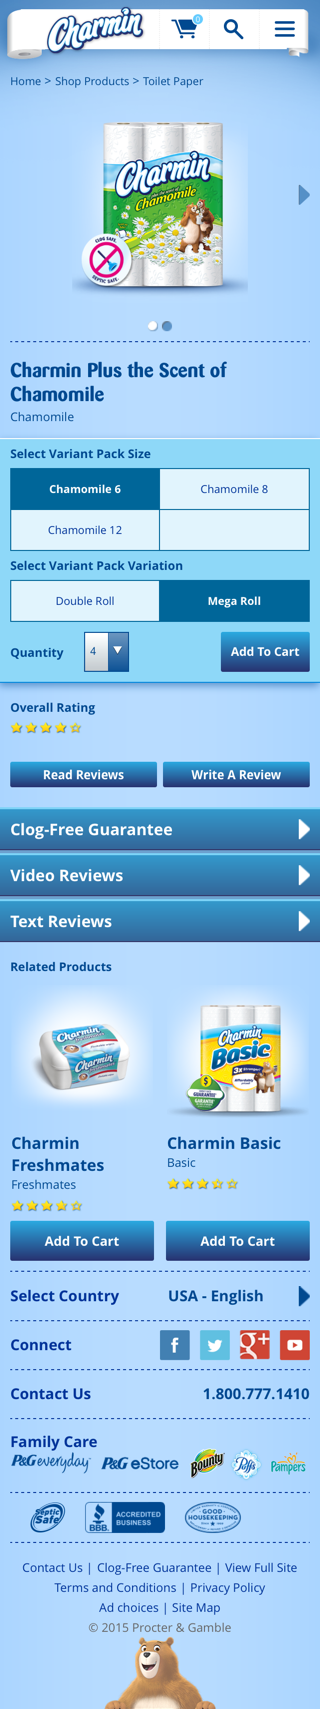 Charmin
0
Home > Shop Products > Toilet Paper
Charmin
plus the scent of
Chamomile
CLOG SAFE.
SEPTIC SAFE.
Charmin Plus the Scent of
Chamomile
Chamomile
Select Variant Pack Size
Chamomile 6
Chamomile 8
Chamomile 12
Select Variant Pack Variation
Double Roll
Mega Roll
Quantity
4
Add To Cart
Overall Rating
Read Reviews
Write A Review
Clog-Free Guarantee
Video Reviews
Text Reviews
Related Products
Charmin
freshmates
Charmin
Charmin
Basic
Charmin
Freshmates
Freshmates
Charmin Basic
Basic
Add To Cart
Add To Cart
Select Country
USA - English
Connect
f
g+
Contact Us
1.800.777.1410
Family Care
P&G everyday
P&G eStore
Bounty
Puffs
Pampers
Septic Safe
BBB.
ACCREDITED
BUSINESS
GOOD
HOUSEKEEPING
Contact Us | Clog-Free Guarantee | View Full Site
Terms and Conditions | Privacy Policy
Ad choices | Site Map
© 2015 Procter & Gamble